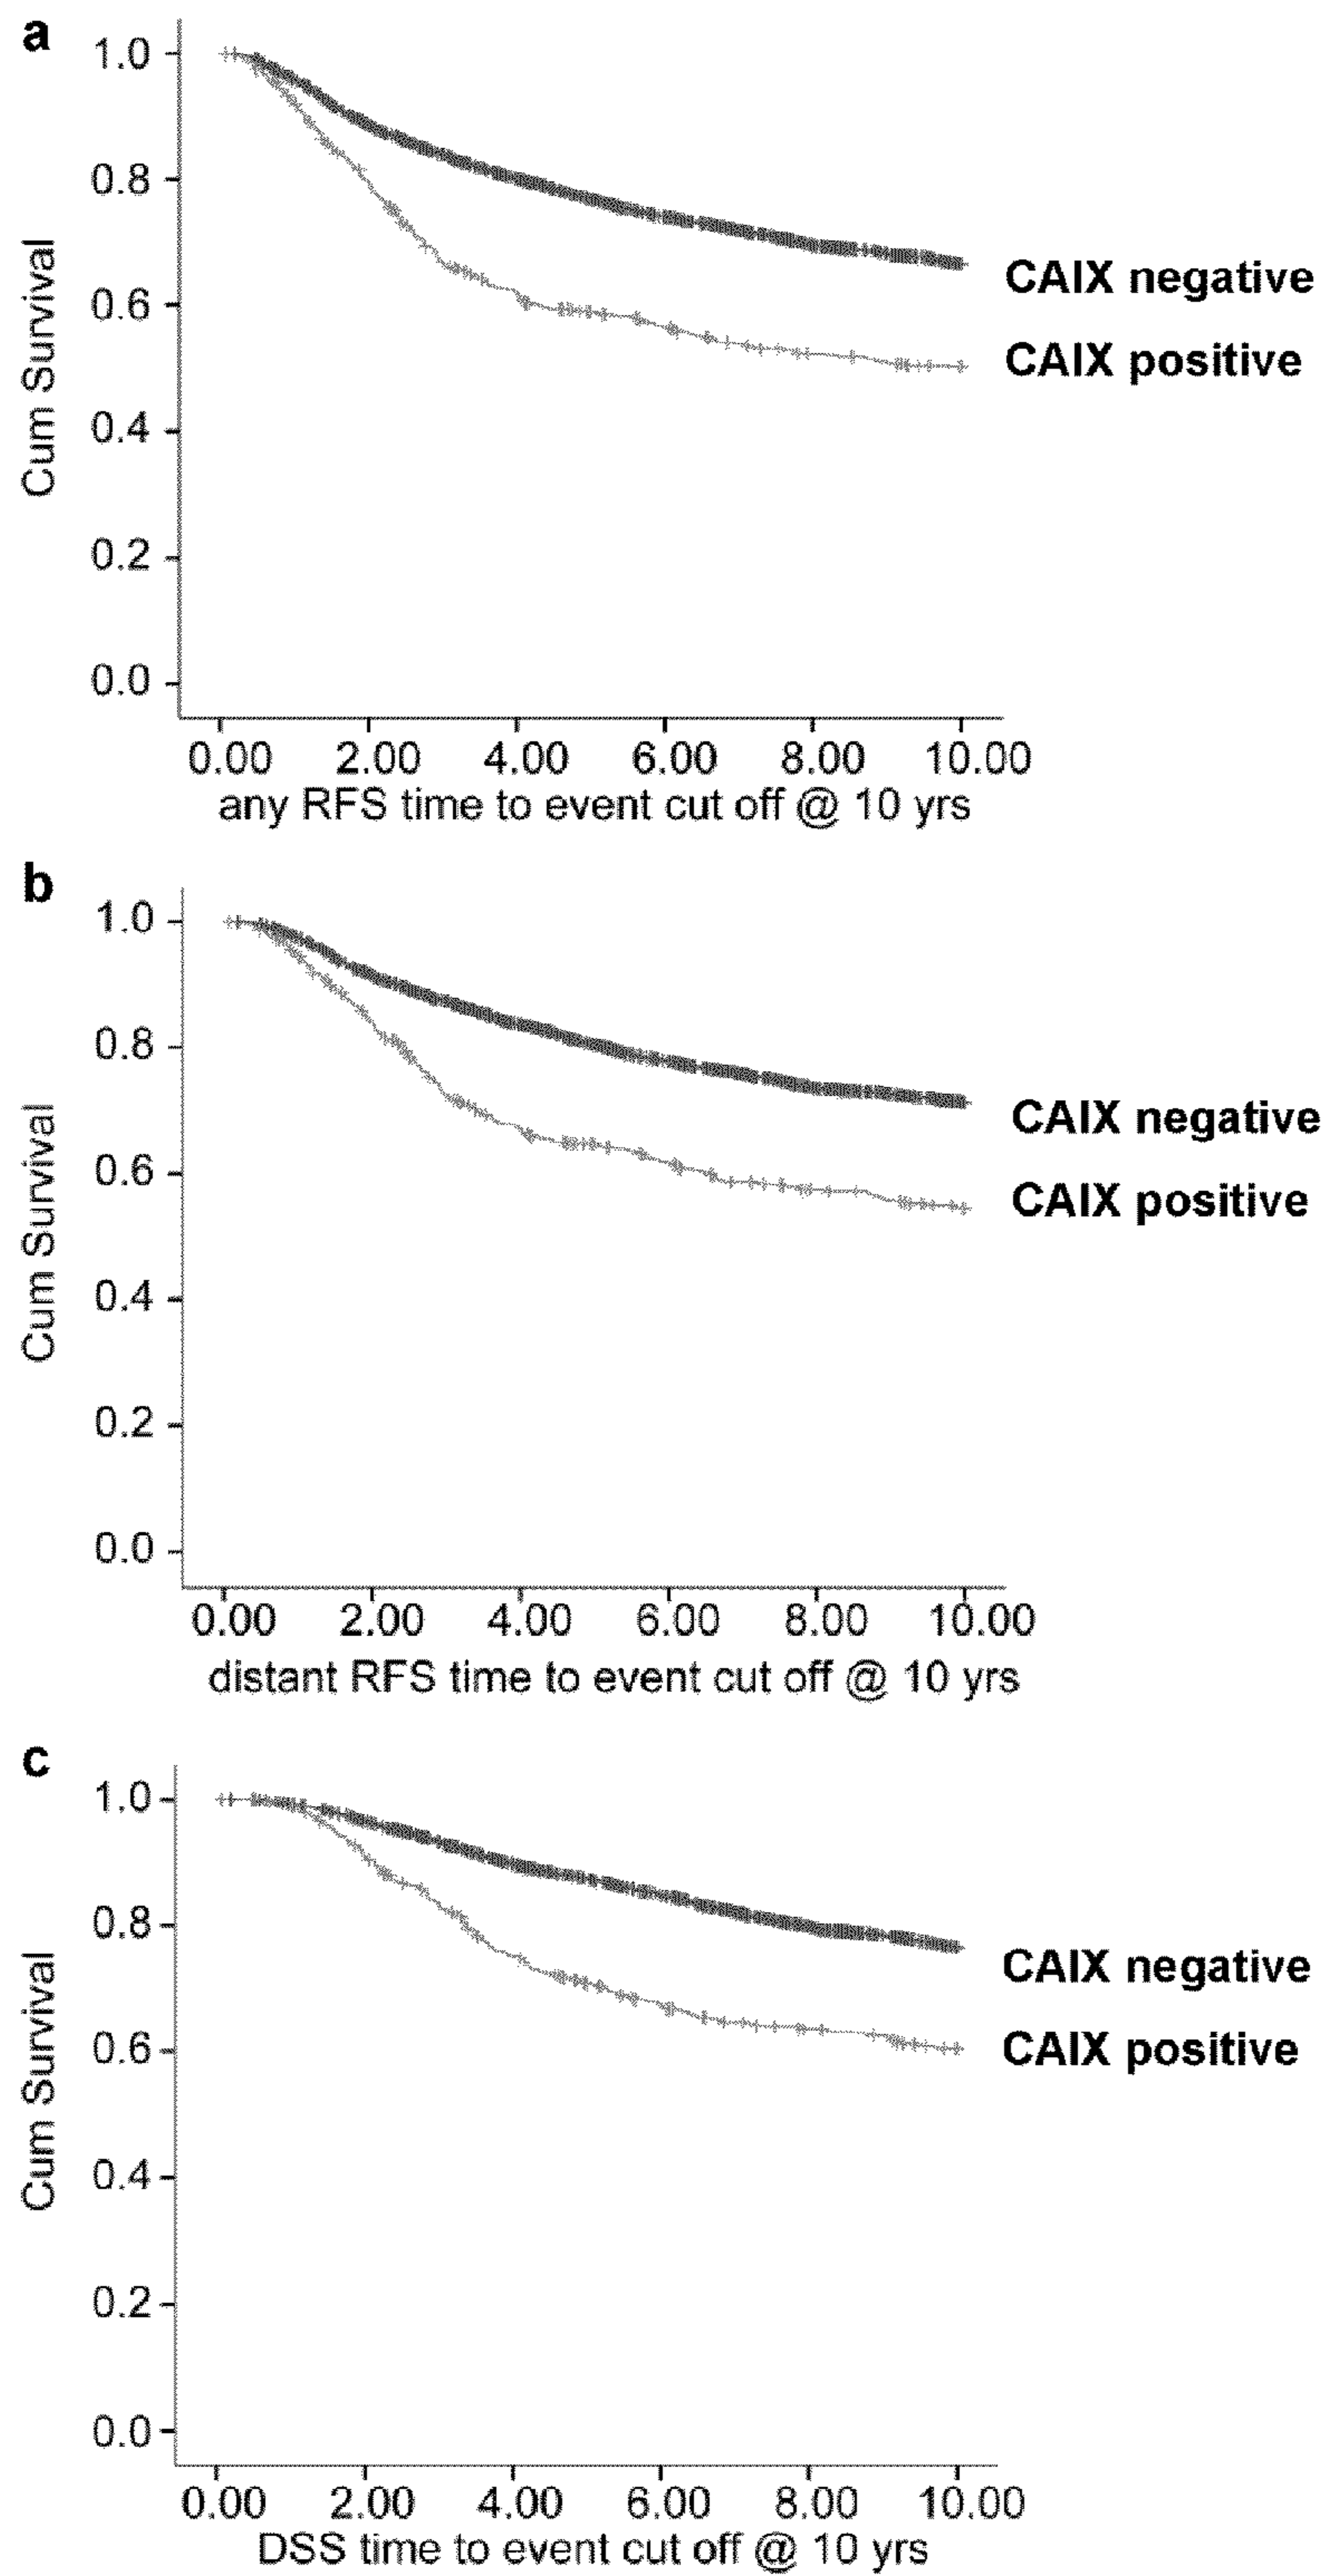 a
1.0
0.8
0.6
0.4
0.2
0.0
Cum Survival
CAIX negative
CAIX positive
0.00 2.00 4.00 6.00 8.00 10.00
any RFS time to event cut off @ 10 yrs
b
1.0
0.8
0.6
0.4
0.2
0.0
Cum Survival
CAIX negative
CAIX positive
0.00 2.00 4.00 6.00 8.00 10.00
distant RFS time to event cut off @ 10 yrs
c
1.0
0.8
0.6
0.4
0.2
0.0
Cum Survival
CAIX negative
CAIX positive
0.00 2.00 4.00 6.00 8.00 10.00
DSS time to event cut off @ 10 yrs